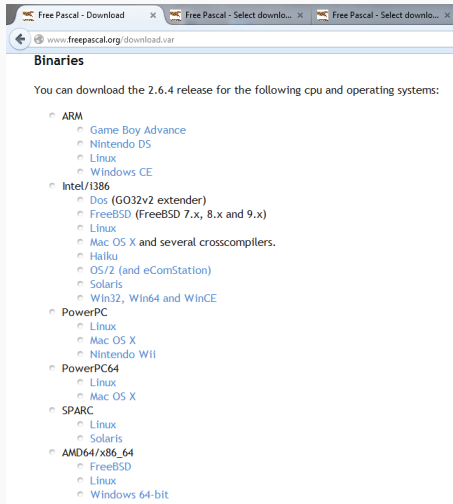 Free Pascal - Download
Free Pascal - Select downlo...
Free Pascal - Select downlo...
www.freepascal.org/download.var
Binaries
You can download the 2.6.4 release for the following cpu and operating systems:
ARM
Game Boy Advance
Nintendo DS
Linux
Windows CE
Intel/i386
Dos (GO32v2 extender)
FreeBSD (FreeBSD 7.x, 8.x and 9.x)
Linux
Mac OS X and several crosscompilers.
Haiku
OS/2 (and eComStation)
Solaris
Win32, Win64 and WinCE
PowerPC
Linux
Mac OS X
Nintendo Wii
PowerPC64
Linux
Mac OS X
SPARC
Linux
Solaris
AMD64/x86_64
FreeBSD
Linux
Windows 64-bit